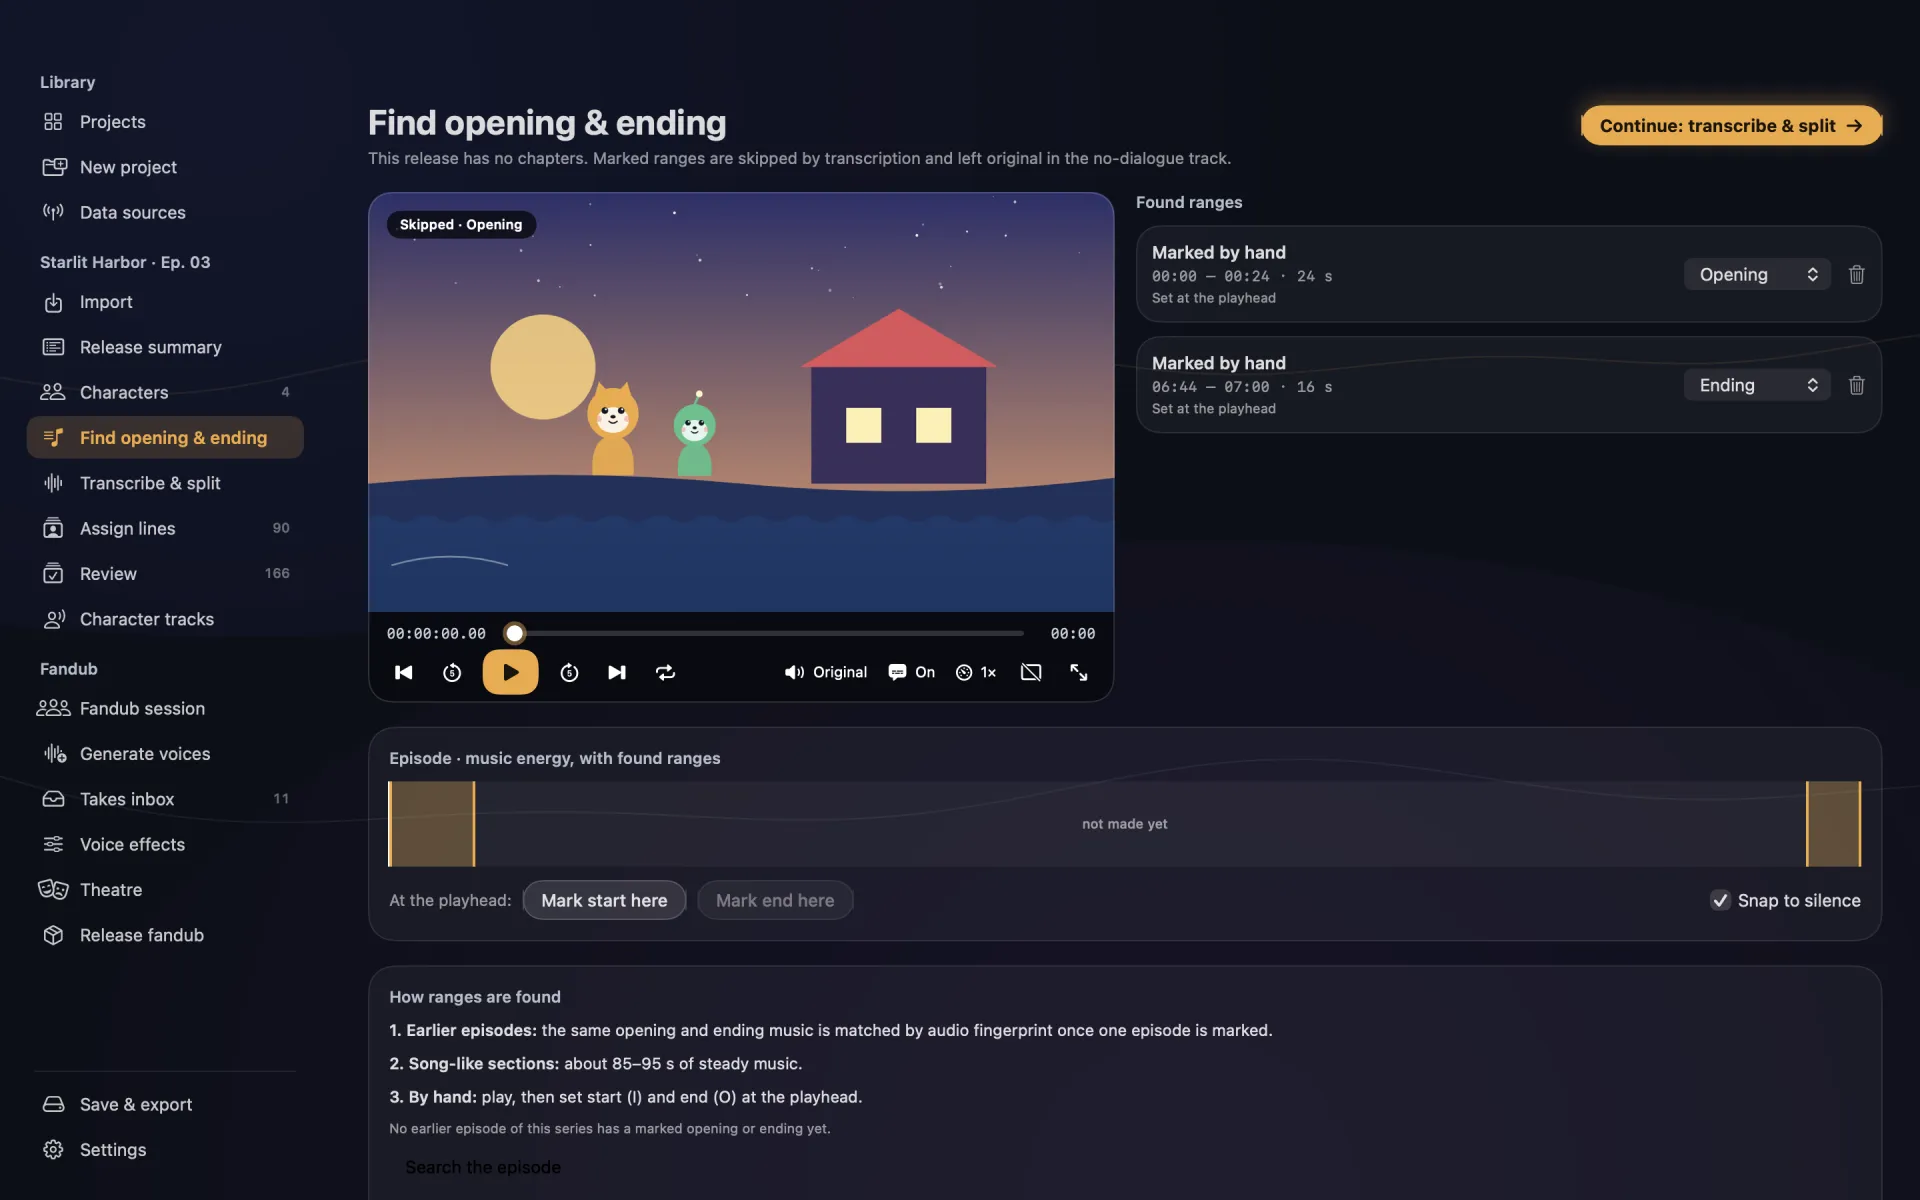 Library
Projects
New project
Data sources
Starlit Harbor · Ep. 03
Import
Release summary
Characters 4
Find opening & ending
Transcribe & split
Assign lines 90
Review 166
Character tracks
Fandub
Fandub session
Generate voices
Takes inbox 11
Voice effects
Theatre
Release fandub
Save & export
Settings
Find opening & ending
This release has no chapters. Marked ranges are skipped by transcription and left original in the no-dialogue track.
Continue: transcribe & split →
Skipped · Opening
00:00:00.00 00:00
5 5 Original On 1×
Found ranges
Marked by hand
00:00 — 00:24 · 24 s
Set at the playhead
Opening
Marked by hand
06:44 — 07:00 · 16 s
Set at the playhead
Ending
Episode · music energy, with found ranges
not made yet
At the playhead: Mark start here Mark end here Snap to silence
How ranges are found
1. Earlier episodes: the same opening and ending music is matched by audio fingerprint once one episode is marked.
2. Song-like sections: about 85–95 s of steady music.
3. By hand: play, then set start (I) and end (O) at the playhead.
No earlier episode of this series has a marked opening or ending yet.
Search the episode